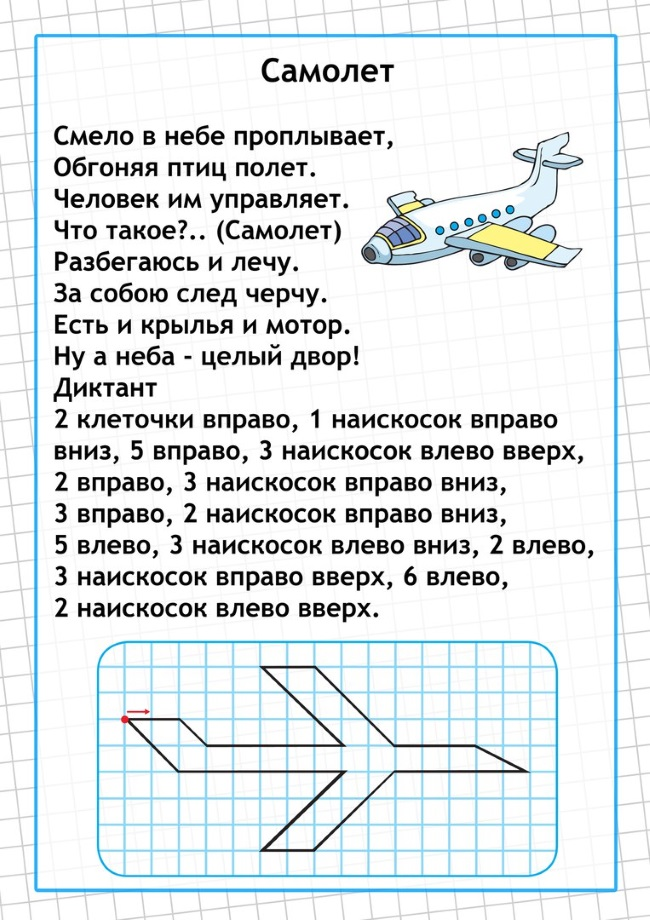 Самолет
Смело в небе проплывает,
Обгоняя птиц полет.
Человек им управляет.
Что такое?.. (Самолет)
Разбегаюсь и лечу.
За собою след черчу.
Есть и крылья и мотор.
Ну а неба - целый двор!
Диктант
2 клеточки вправо, 1 наискосок вправо
вниз, 5 вправо, 3 наискосок влево вверх,
2 вправо, 3 наискосок вправо вниз,
3 вправо, 2 наискосок вправо вниз,
5 влево, 3 наискосок влево вниз, 2 влево,
3 наискосок вправо вверх, 6 влево,
2 наискосок влево вверх.